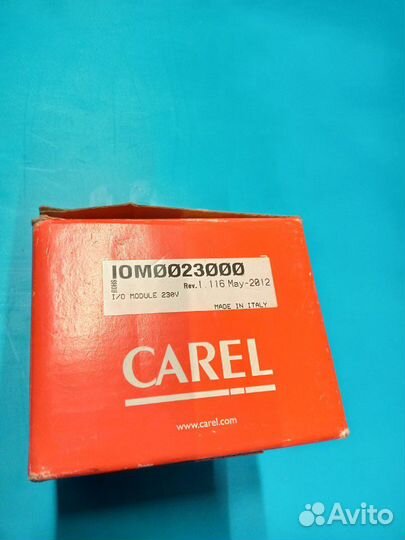 IOM0023000
Rev.1.116 May-2012
I/O MODULE 230V
MADE IN ITALY
CAREL
www.carel.com
Avito